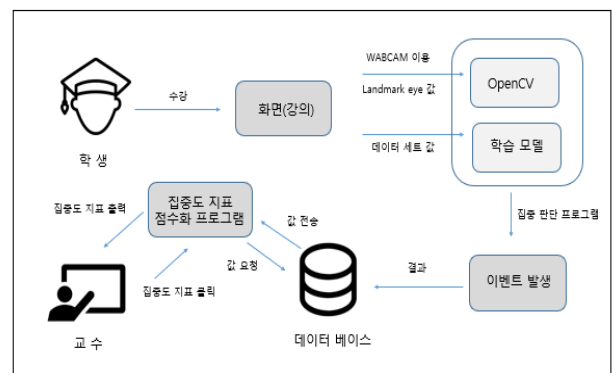 WABCAM 이용
OpenCV
수강
Landmark eye 값
화면(강의)
데이터 세트 값
학습 모델
학 생
집중도 지표
점수화 프로그램
집중도 지표 출력
값 전송
집중 판단 프로그램
값 요청
결과
이벤트 발생
집중도 지표 클릭
교 수
데이터 베이스